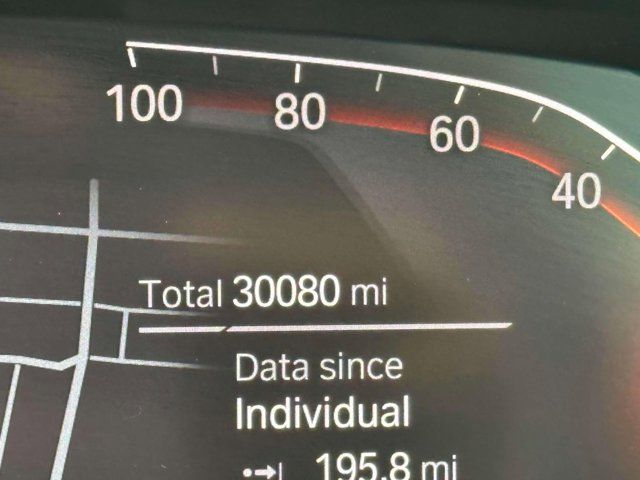 100 80 60 40
Total 30080 mi
Data since
Individual
195.8 mi